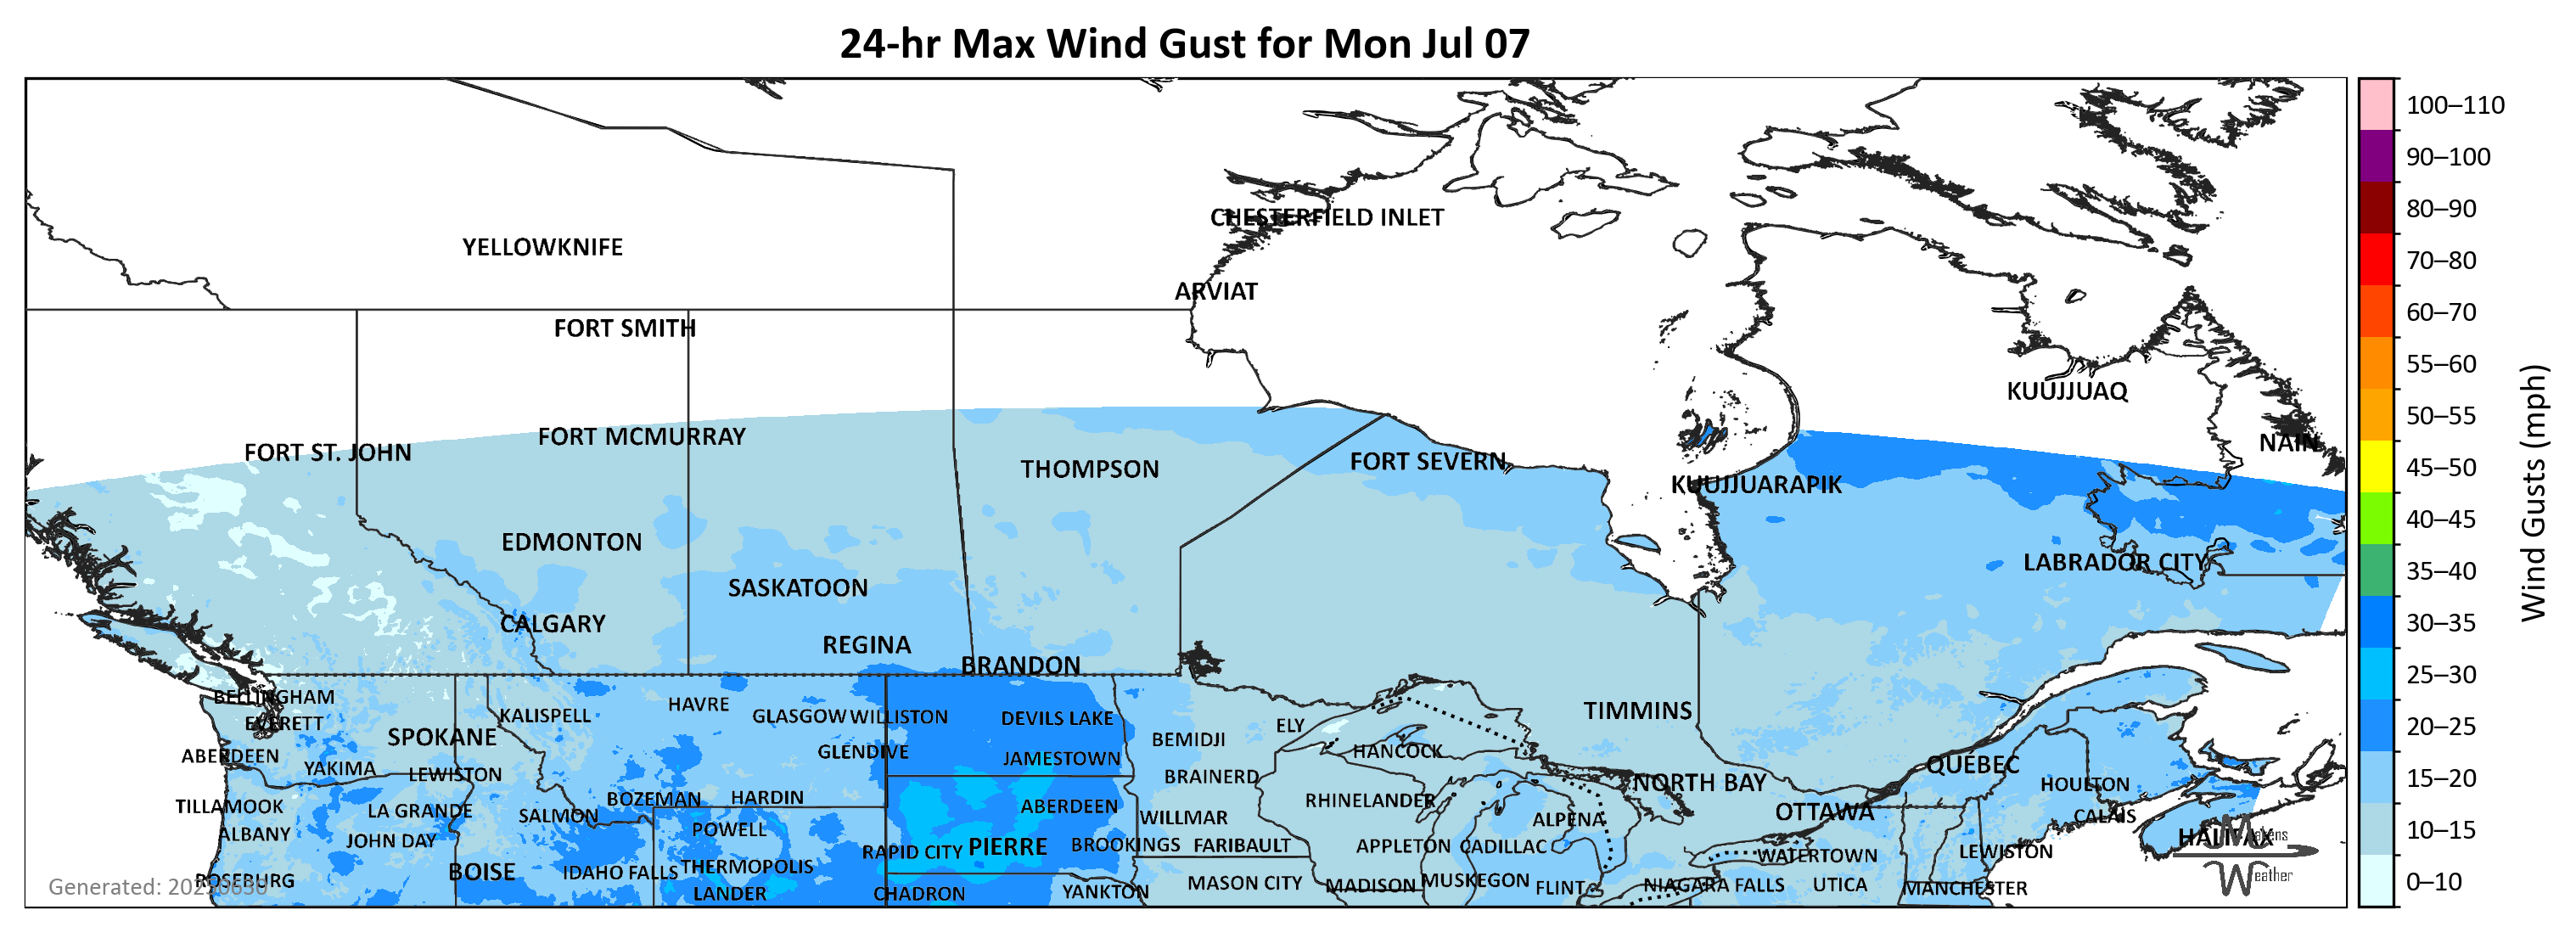 24-hr Max Wind Gust for Mon Jul 07
100–110
90–100
80–90
70–80
60–70
55–60
50–55
45–50
40–45
35–40
30–35
25–30
20–25
15–20
10–15
0–10
Wind Gusts (mph)
CHESTERFIELD INLET
YELLOWKNIFE
ARVIAT
FORT SMITH
KUUJJUAQ
FORT MCMURRAY
NAIN
FORT ST. JOHN
FORT SEVERN
THOMPSON
KUUJJUARAPIK
EDMONTON
LABRADOR CITY
SASKATOON
CALGARY
REGINA
BRANDON
BELLINGHAM
HAVRE
TIMMINS
KALISPELL
GLASGOW
WILLISTON
DEVILS LAKE
EVERETT
ELY
SPOKANE
BEMIDJI
HANCOCK
GLENDIVE
ABERDEEN
JAMESTOWN
QUÉBEC
YAKIMA
LEWISTON
BRAINERD
NORTH BAY
HOULTON
BOZEMAN
HARDIN
RHINELANDER
TILLAMOOK
ABERDEEN
LA GRANDE
OTTAWA
SALMON
WILLMAR
CALAIS
ALPENA
POWELL
ALBANY
HALIFAX
JOHN DAY
BROOKINGS
FARIBAULT
APPLETON
CADILLAC
PIERRE
RAPID CITY
LEWISTON
WATERTOWN
THERMOPOLIS
BOISE
IDAHO FALLS
ROSEBURG
MUSKEGON
MASON CITY
MADISON
NIAGARA FALLS
UTICA
FLINT
MANCHESTER
YANKTON
CHADRON
LANDER
Generated: 20250630
Makens
Weather